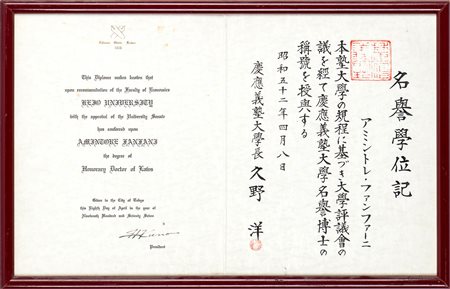 This Diploma makes known that
upon recommendation of the Faculty of Economics
KEIO UNIVERSITY
with the approval of the University Senate
has conferred upon
AMINTORE FANFANI
the degree of
Honorary Doctor of Laws
Given in the City of Tokyo
this Eighth Day of April in the year of
Nineteen Hundred and Seventy Seven
President
名譽學位記
アミントレ・ファンファーニ
本塾大學の規程に基づき大學評議會の
議を経て慶應義塾大學名譽博士の
稱號を授與する
昭和五十二年四月八日
慶應義塾大學長 久野 洋